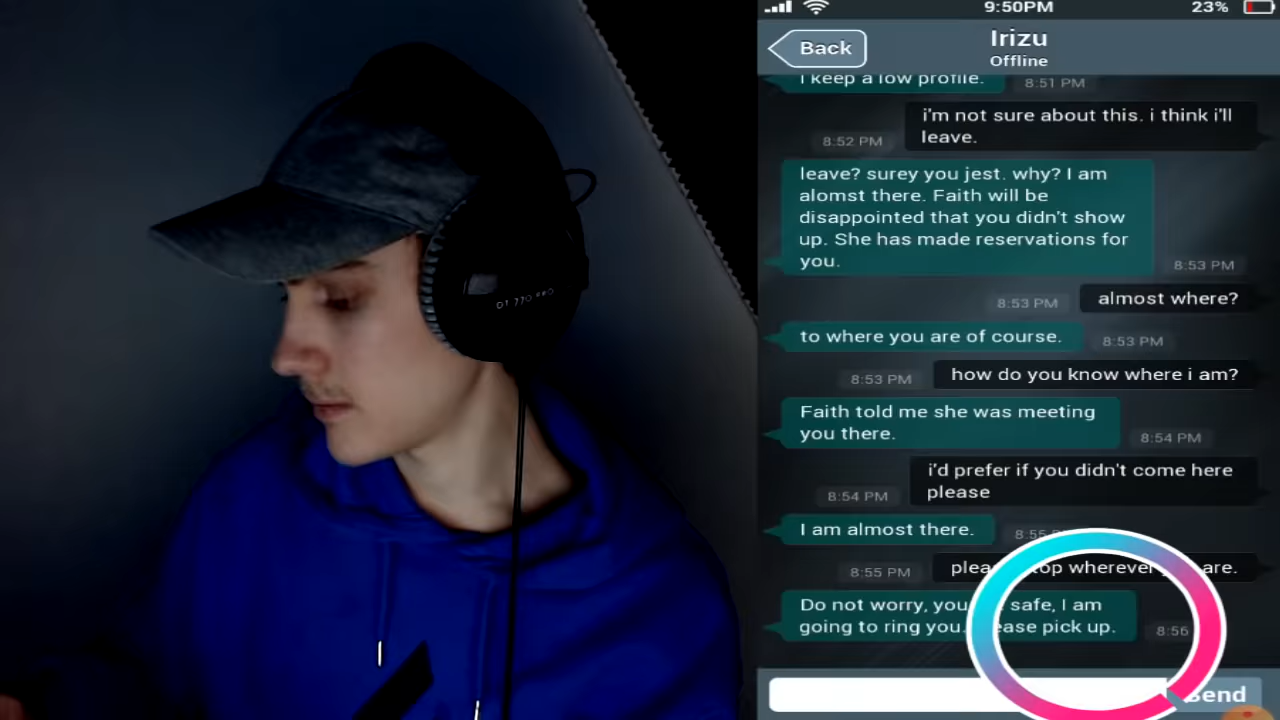 9:50PM
23%
Back
Irizu
Offline
I keep a low profile.
8:51 PM
i'm not sure about this. i think i'll
leave.
8:52 PM
leave? surey you jest. why? I am
alomst there. Faith will be
disappointed that you didn't show
up. She has made reservations for
you.
8:53 PM
almost where?
8:53 PM
to where you are of course.
8:53 PM
how do you know where i am?
8:53 PM
Faith told me she was meeting
you there.
8:54 PM
i'd prefer if you didn't come here
please
8:54 PM
I am almost there.
8:55 PM
wherever are.
8:55 PM
Do not worry, safe, I am
going to ring you. pick up.
8:56
Send
DT 770 PRO